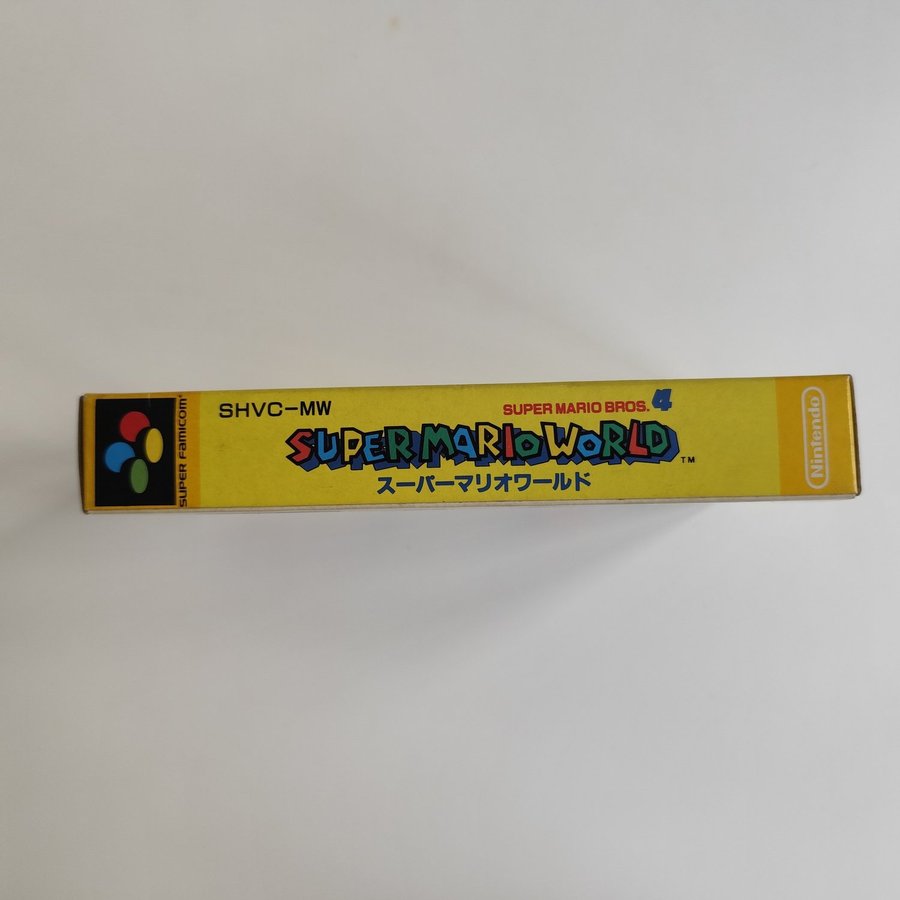 SUPER FAMICOM
SHVC-MW
SUPER MARIO BROS. 4
SUPER MARIO WORLD TM
スーパーマリオワールド
Nintendo